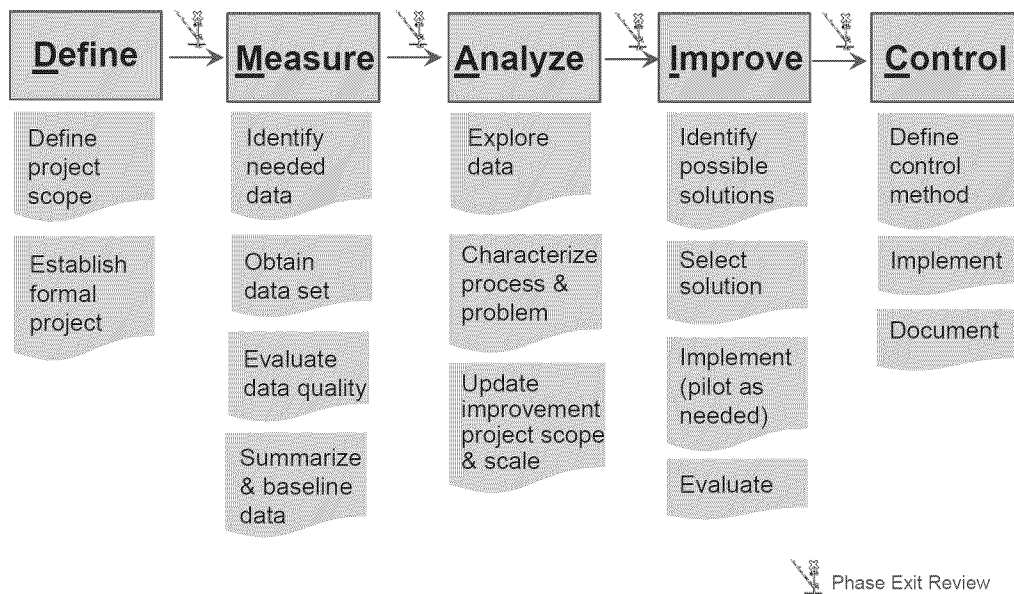 Define
Measure
Analyze
Improve
Control
Define
project
scope
Establish
formal
project
Identify
needed
data
Obtain
data set
Evaluate
data quality
Summarize
& baseline
data
Explore
data
Characterize
process &
problem
Update
improvement
project scope
& scale
Identify
possible
solutions
Select
solution
Implement
(pilot as
needed)
Evaluate
Define
control
method
Implement
Document
Phase Exit Review